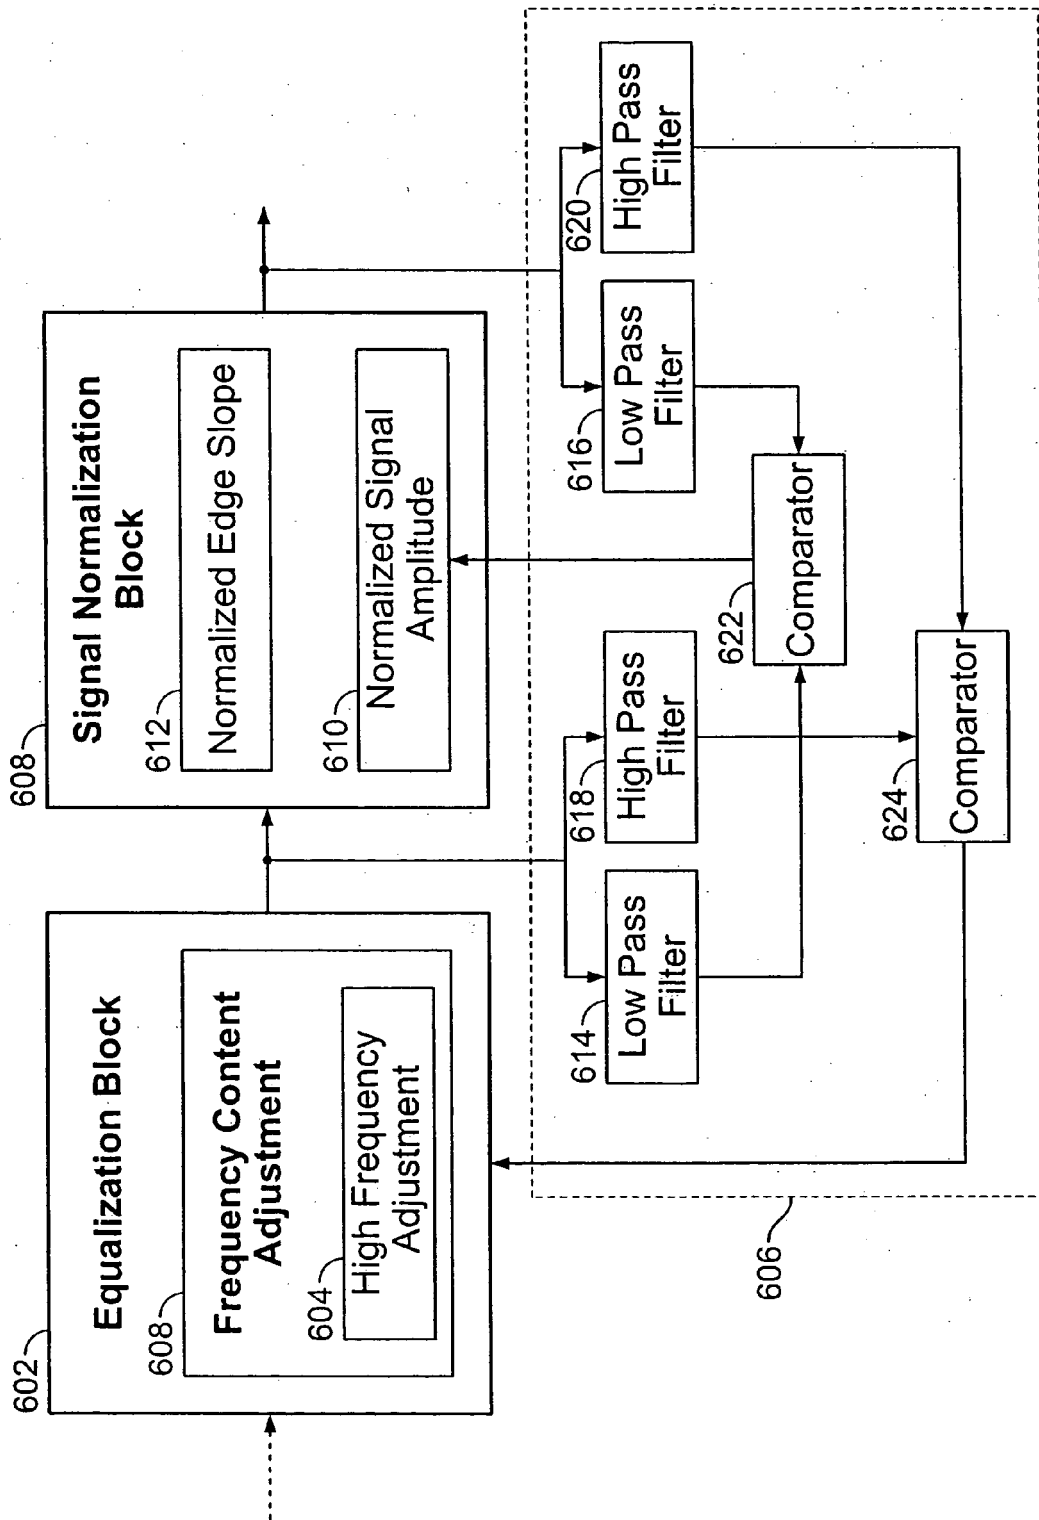 602
Equalization Block
608
Frequency Content
Adjustment
604
High Frequency
Adjustment
608
Signal Normalization
Block
612
Normalized Edge Slope
610
Normalized Signal
Amplitude
606
614
Low Pass
Filter
618
High Pass
Filter
616
Low Pass
Filter
620
High Pass
Filter
622
Comparator
624
Comparator